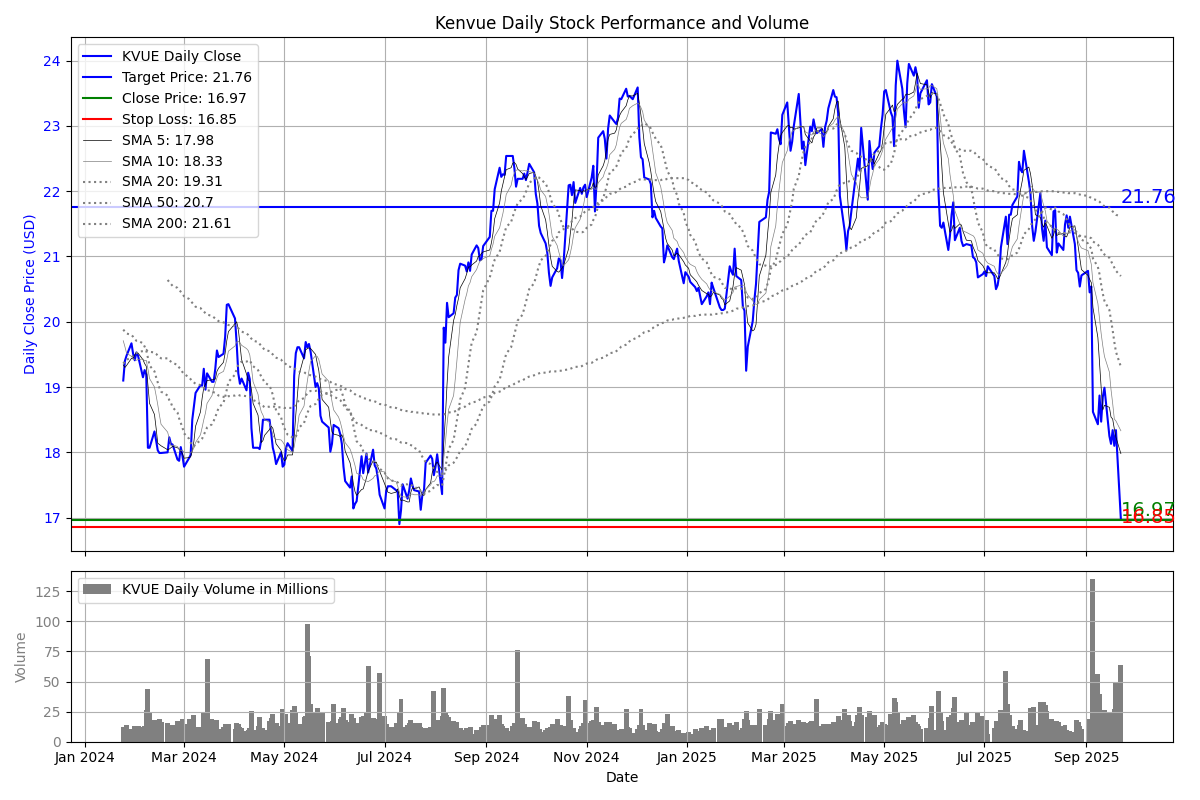 Kenvue Daily Stock Performance and Volume
24
23
22
21
20
19
18
17
Daily Close Price (USD)
KVUE Daily Close
Target Price: 21.76
Close Price: 16.97
Stop Loss: 16.85
SMA 5: 17.98
SMA 10: 18.33
SMA 20: 19.31
SMA 50: 20.7
SMA 200: 21.61
21.76
16.97
16.85
KVUE Daily Volume in Millions
125
100
75
50
25
0
Volume
Jan 2024 Mar 2024 May 2024 Jul 2024 Sep 2024 Nov 2024 Jan 2025 Mar 2025 May 2025 Jul 2025 Sep 2025
Date